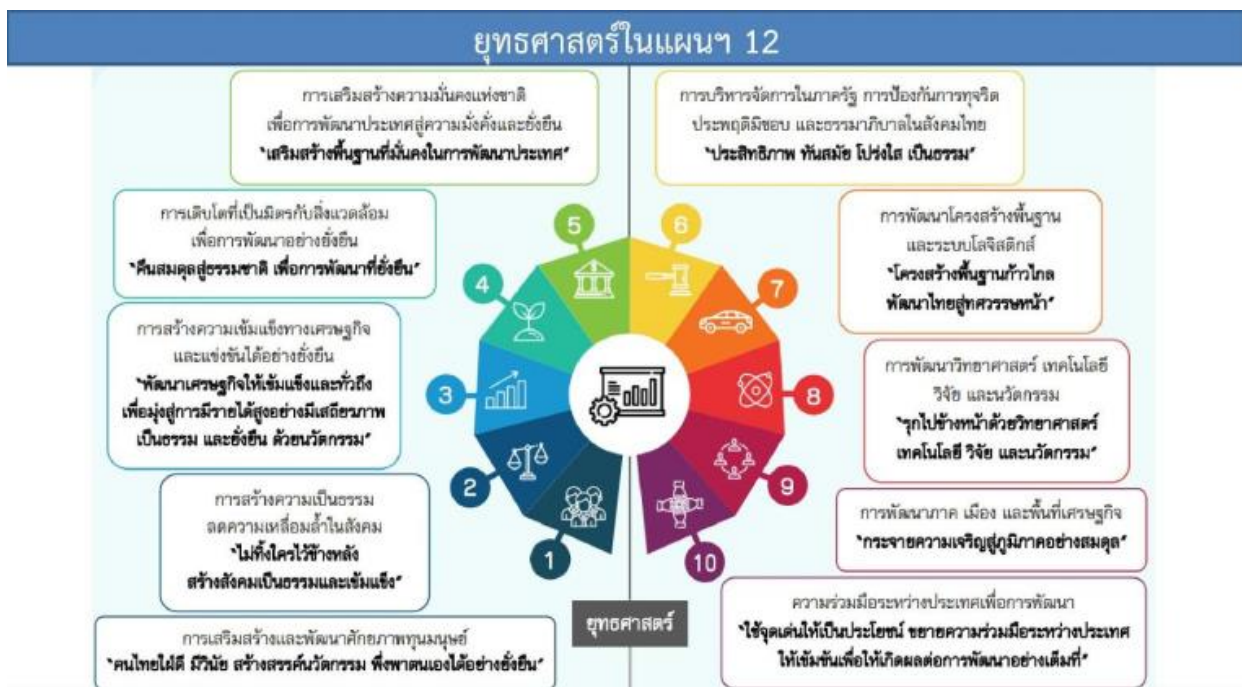 ยุทธศาสตร์ในแผนฯ 12
การเสริมสร้างความมั่นคงแห่งชาติ
เพื่อการพัฒนาประเทศสู่ความมั่งคั่งและยั่งยืน
"เสริมสร้างพื้นฐานที่มั่นคงในการพัฒนาประเทศ"
การเติบโตที่เป็นมิตรกับสิ่งแวดล้อม
เพื่อการพัฒนาอย่างยั่งยืน
"คืนสมดุลสู่ธรรมชาติ เพื่อการพัฒนาที่ยั่งยืน"
การสร้างความเข้มแข็งทางเศรษฐกิจ
และแข่งขันได้อย่างยั่งยืน
"พัฒนาเศรษฐกิจให้เข้มแข็งและทั่วถึง
เพื่อมุ่งสู่การมีรายได้สูงอย่างมีเสถียรภาพ
เป็นธรรม และยั่งยืน ด้วยนวัตกรรม"
การสร้างความเป็นธรรม
ลดความเหลื่อมล้ำในสังคม
"ไม่ทิ้งใครไว้ข้างหลัง
สร้างสังคมเป็นธรรมและเข้มแข็ง"
การเสริมสร้างและพัฒนาศักยภาพทุนมนุษย์
"คนไทยใฝ่ดี มีวินัย สร้างสรรค์นวัตกรรม พึ่งพาตนเองได้อย่างยั่งยืน"
5
4
3
2
1
6
7
8
9
10
ยุทธศาสตร์
การบริหารจัดการในภาครัฐ การป้องกันการทุจริต
ประพฤติมิชอบ และธรรมาภิบาลในสังคมไทย
"ประสิทธิภาพ ทันสมัย โปร่งใส เป็นธรรม"
การพัฒนาโครงสร้างพื้นฐาน
และระบบโลจิสติกส์
"โครงสร้างพื้นฐานก้าวไกล
พัฒนาไทยสู่ทศวรรษหน้า"
การพัฒนาวิทยาศาสตร์ เทคโนโลยี
วิจัย และนวัตกรรม
"รุกไปข้างหน้าด้วยวิทยาศาสตร์
เทคโนโลยี วิจัย และนวัตกรรม"
การพัฒนาภาค เมือง และพื้นที่เศรษฐกิจ
"กระจายความเจริญสู่ภูมิภาคอย่างสมดุล"
ความร่วมมือระหว่างประเทศเพื่อการพัฒนา
"ใช้จุดเด่นให้เป็นประโยชน์ ขยายความร่วมมือระหว่างประเทศ
ให้เข้มข้นเพื่อให้เกิดผลต่อการพัฒนาอย่างเต็มที่"